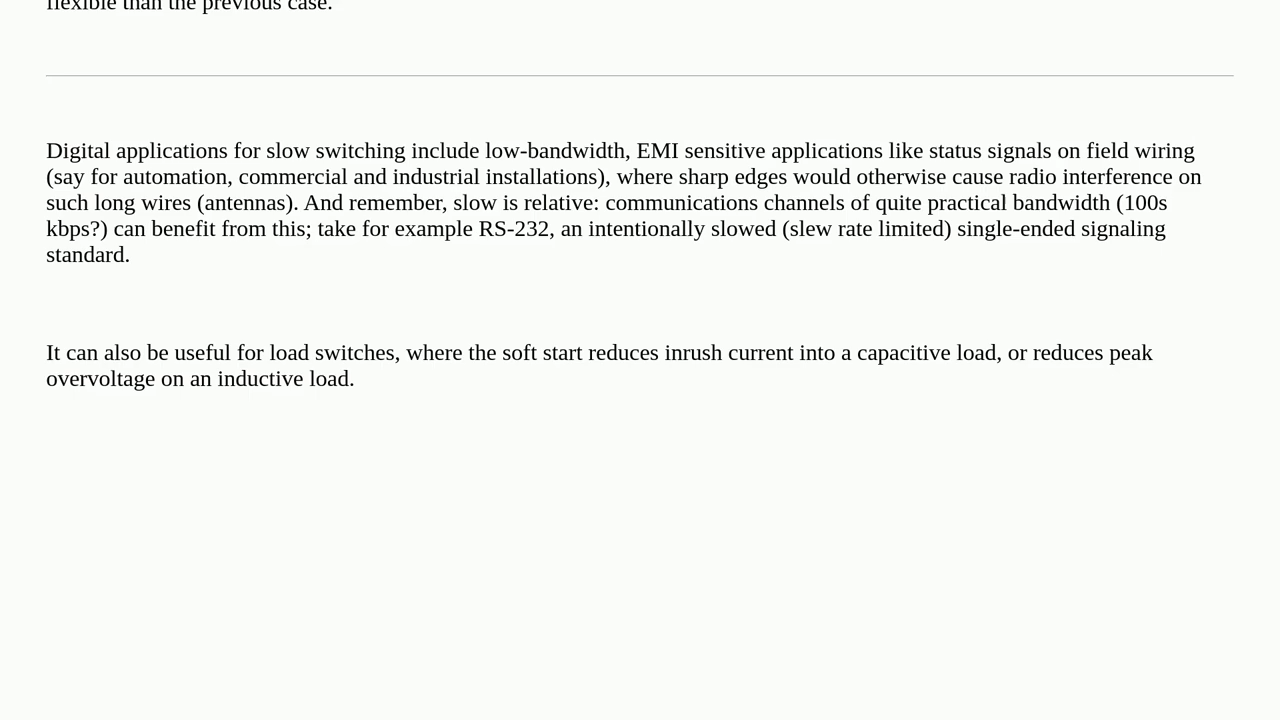 flexible than the previous case.
Digital applications for slow switching include low-bandwidth, EMI sensitive applications like status signals on field wiring
(say for automation, commercial and industrial installations), where sharp edges would otherwise cause radio interference on
such long wires (antennas). And remember, slow is relative: communications channels of quite practical bandwidth (100s
kbps?) can benefit from this; take for example RS-232, an intentionally slowed (slew rate limited) single-ended signaling
standard.
It can also be useful for load switches, where the soft start reduces inrush current into a capacitive load, or reduces peak
overvoltage on an inductive load.